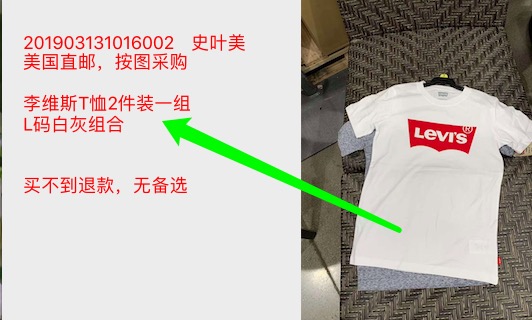 201903131016002 史叶美
美国直邮，按图采购
李维斯T恤2件装一组
L码白灰组合
买不到退款，无备选
Levi's®